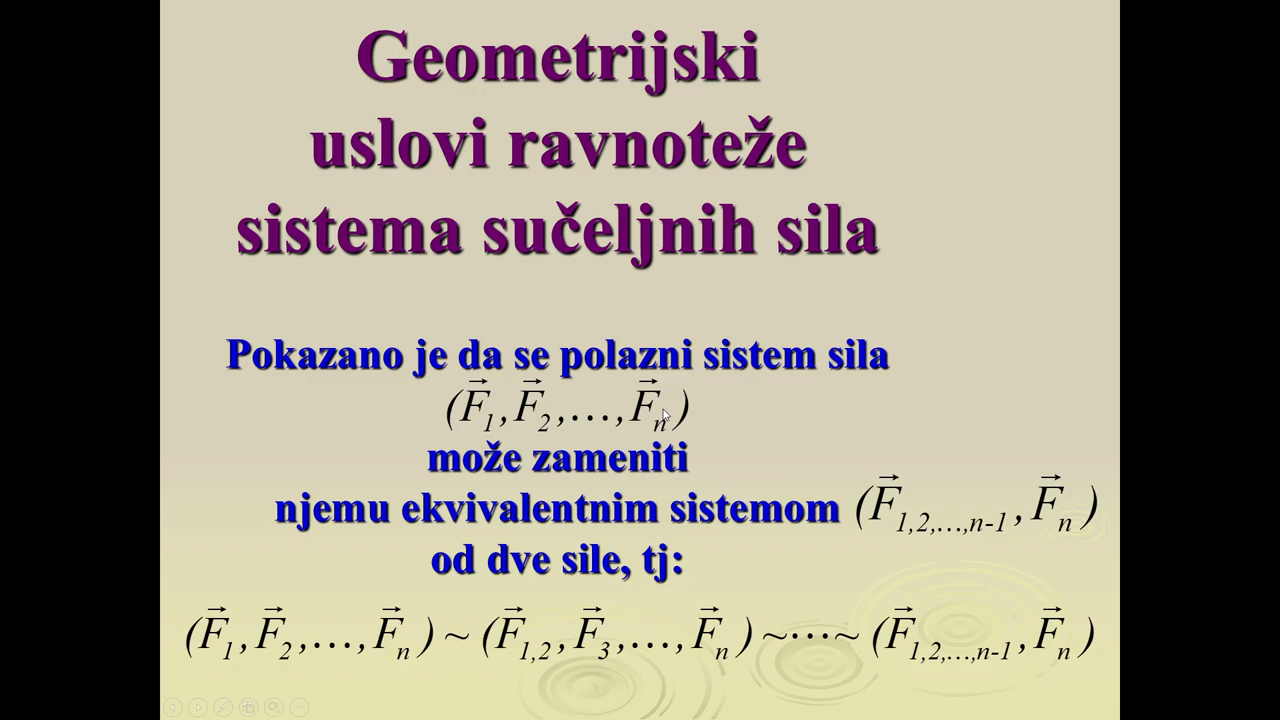 Geometrijski
uslovi ravnoteže
sistema sučeljnih sila
Pokazano je da se polazni sistem sila
(F⃗₁, F⃗₂, …, F⃗ₙ)
može zameniti
njemu ekvivalentnim sistemom (F⃗₁,₂,…,ₙ₋₁, F⃗ₙ)
od dve sile, tj:
(F⃗₁, F⃗₂, …, F⃗ₙ) ~ (F⃗₁,₂, F⃗₃, …, F⃗ₙ) ~⋯~ (F⃗₁,₂,…,ₙ₋₁, F⃗ₙ)